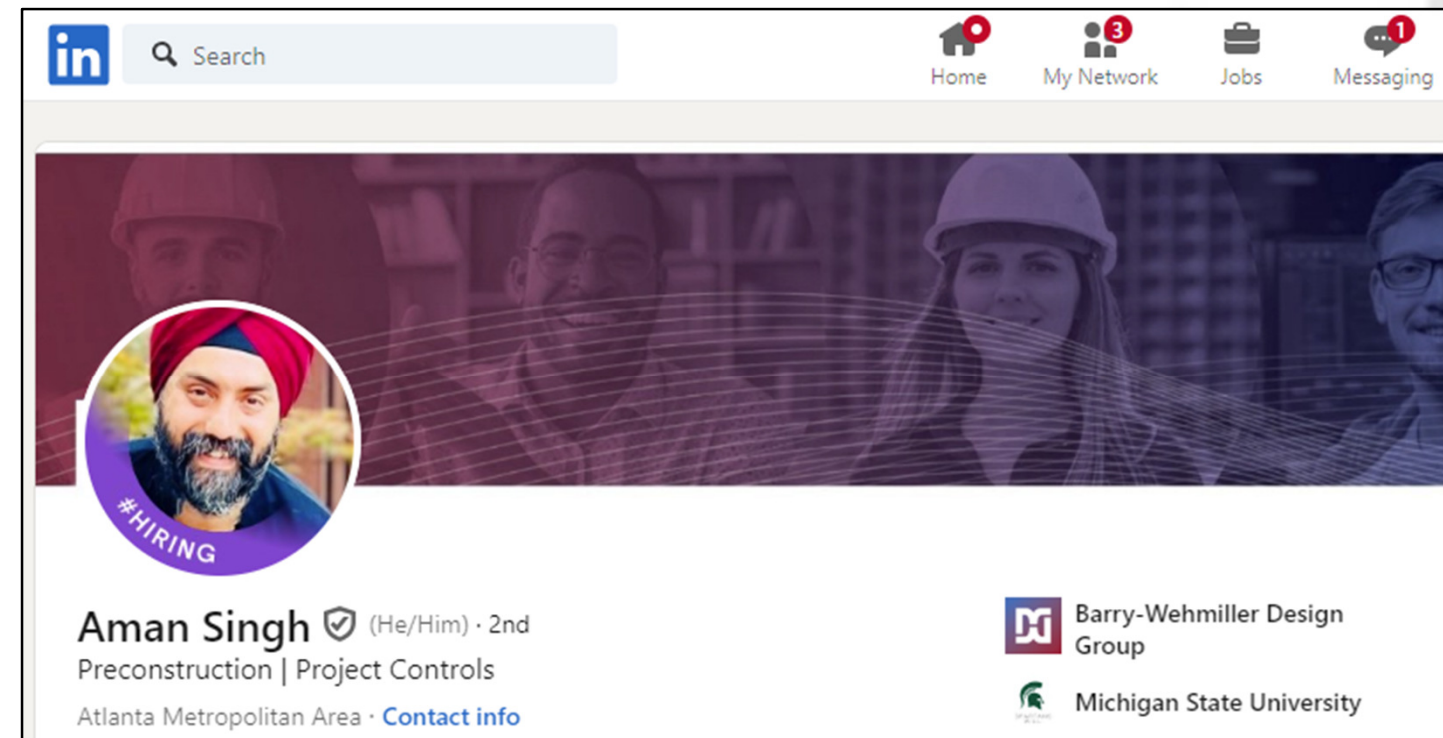 in
Search
Home
3
My Network
Jobs
1
Messaging
#HIRING
Aman Singh (He/Him) · 2nd
Preconstruction | Project Controls
Atlanta Metropolitan Area · Contact info
Barry-Wehmiller Design
Group
Michigan State University